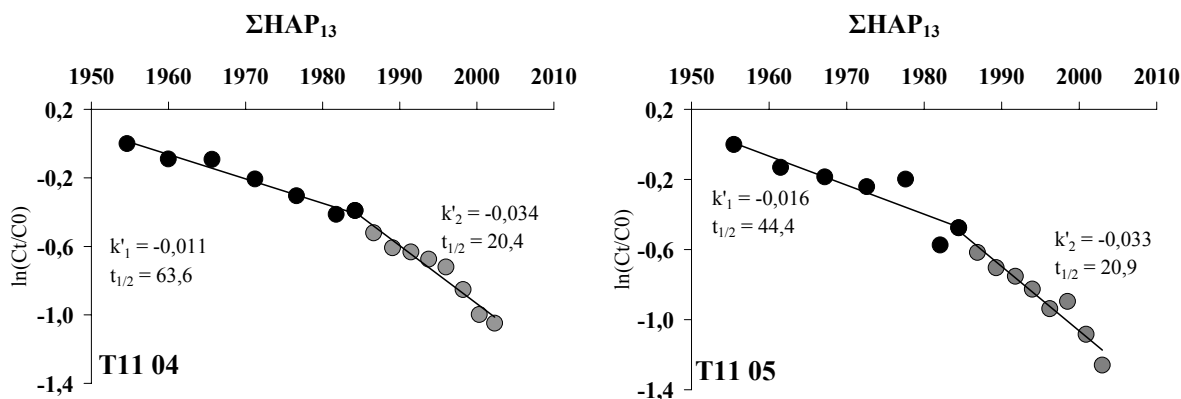 ΣHAP₁₃
1950 1960 1970 1980 1990 2000 2010
0,2
-0,2
-0,6
-1,0
-1,4
ln(Ct/C0)
k'₁ = -0,011
t₁/₂ = 63,6
k'₂ = -0,034
t₁/₂ = 20,4
T11 04
ΣHAP₁₃
1950 1960 1970 1980 1990 2000 2010
0,2
-0,2
-0,6
-1,0
-1,4
ln(Ct/C0)
k'₁ = -0,016
t₁/₂ = 44,4
k'₂ = -0,033
t₁/₂ = 20,9
T11 05